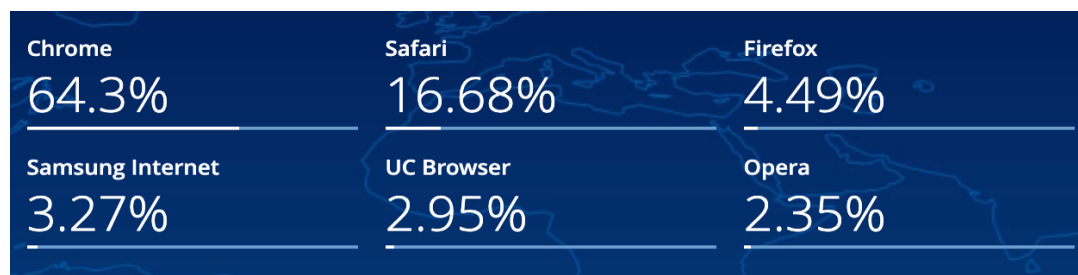 Chrome Safari Firefox
64.3% 16.68% 4.49%
Samsung Internet UC Browser Opera
3.27% 2.95% 2.35%